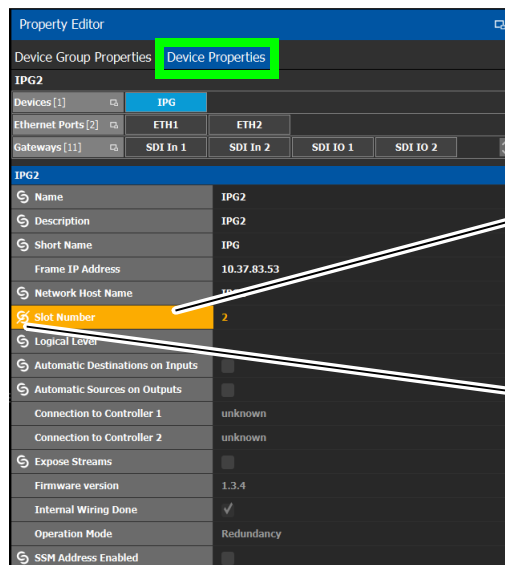 Property Editor
Device Group Properties Device Properties
IPG2
Devices [1] IPG
Ethernet Ports [2] ETH1 ETH2
Gateways [11] SDI In 1 SDI In 2 SDI IO 1 SDI IO 2
IPG2
Name IPG2
Description IPG2
Short Name IPG
Frame IP Address 10.37.83.53
Network Host Name
Slot Number 2
Logical Level
Automatic Destinations on Inputs
Automatic Sources on Outputs
Connection to Controller 1 unknown
Connection to Controller 2 unknown
Expose Streams
Firmware version 1.3.4
Internal Wiring Done
Operation Mode Redundancy
SSM Address Enabled